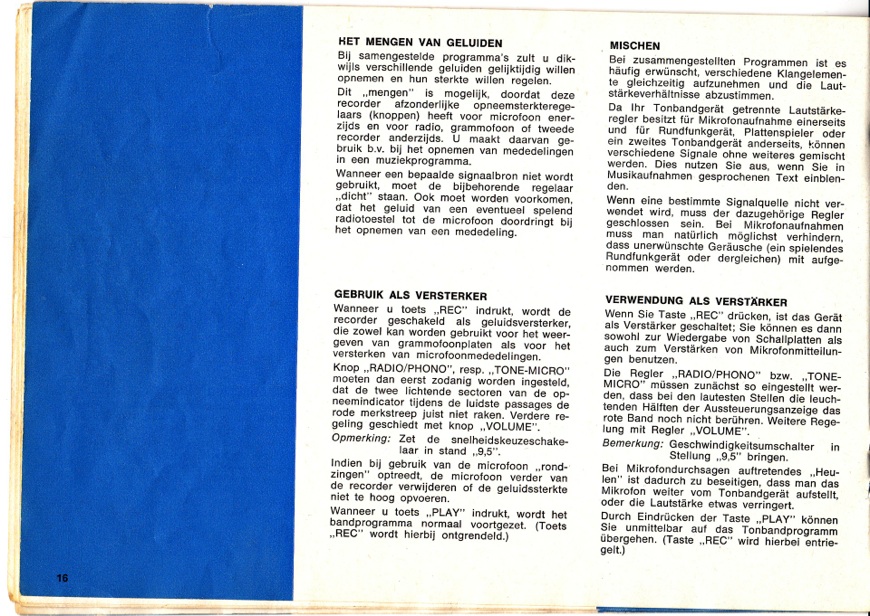 HET MENGEN VAN GELUIDEN
Bij samengestelde programma's zult u dik-
wijls verschillende geluiden gelijktijdig willen
opnemen en hun sterkte willen regelen.
Dit „mengen" is mogelijk, doordat deze
recorder afzonderlijke opneemsterkterege-
laars (knoppen) heeft voor microfoon ener-
zijds en voor radio, grammofoon of tweede
recorder anderzijds. U maakt daarvan ge-
bruik b.v. bij het opnemen van mededelingen
in een muziekprogramma.
Wanneer een bepaalde signaalbron niet wordt
gebruikt, moet de bijbehorende regelaar
„dicht" staan. Ook moet worden voorkomen,
dat het geluid van een eventueel spelend
radiotoestel tot de microfoon doordringt bij
het opnemen van een mededeling.
GEBRUIK ALS VERSTERKER
Wanneer u toets „REC" indrukt, wordt de
recorder geschakeld als geluidsversterker,
die zowel kan worden gebruikt voor het weer-
geven van grammofoonplaten als voor het
versterken van microfoonmededelingen.
Knop „RADIO/PHONO", resp. „TONE-MICRO"
moeten dan eerst zodanig worden ingesteld,
dat de twee lichtende sectoren van de op-
neemindicator tijdens de luidste passages de
rode merkstreep juist niet raken. Verdere re-
geling geschiedt met knop „VOLUME".
Opmerking: Zet de snelheidskeuzeschake-
laar in stand „9,5".
Indien bij gebruik van de microfoon „rond-
zingen" optreedt, de microfoon verder van
de recorder verwijderen of de geluidssterkte
niet te hoog opvoeren.
Wanneer u toets „PLAY" indrukt, wordt het
bandprogramma normaal voortgezet. (Toets
„REC" wordt hierbij ontgrendeld.)
MISCHEN
Bei zusammengestellten Programmen ist es
häufig erwünscht, verschiedene Klangelemen-
te gleichzeitig aufzunehmen und die Laut-
stärkeverhältnisse abzustimmen.
Da Ihr Tonbandgerät getrennte Lautstärke-
regler besitzt für Mikrofonaufnahme einerseits
und für Rundfunkgerät, Plattenspieler oder
ein zweites Tonbandgerät anderseits, können
verschiedene Signale ohne weiteres gemischt
werden. Dies nutzen Sie aus, wenn Sie in
Musikaufnahmen gesprochenen Text einblen-
den.
Wenn eine bestimmte Signalquelle nicht ver-
wendet wird, muss der dazugehörige Regler
geschlossen sein. Bei Mikrofonaufnahmen
muss man natürlich möglichst verhindern,
dass unerwünschte Geräusche (ein spielendes
Rundfunkgerät oder dergleichen) mit aufge-
nommen werden.
VERWENDUNG ALS VERSTÄRKER
Wenn Sie Taste „REC" drücken, ist das Gerät
als Verstärker geschaltet; Sie können es dann
sowohl zur Wiedergabe von Schallplatten als
auch zum Verstärken von Mikrofonmitteilun-
gen benutzen.
Die Regler „RADIO/PHONO" bzw. „TONE-
MICRO" müssen zunächst so eingestellt wer-
den, dass bei den lautesten Stellen die leuch-
tenden Hälften der Aussteuerungsanzeige das
rote Band noch nicht berühren. Weitere Rege-
lung mit Regler „VOLUME".
Bemerkung: Geschwindigkeitsumschalter in
Stellung „9,5" bringen.
Bei Mikrofondurchsagen auftretendes „Heu-
len" ist dadurch zu beseitigen, dass man das
Mikrofon weiter vom Tonbandgerät aufstellt,
oder die Lautstärke etwas verringert.
Durch Eindrücken der Taste „PLAY" können
Sie unmittelbar auf das Tonbandprogramm
übergehen. (Taste „REC" wird hierbei entrie-
gelt.)
16